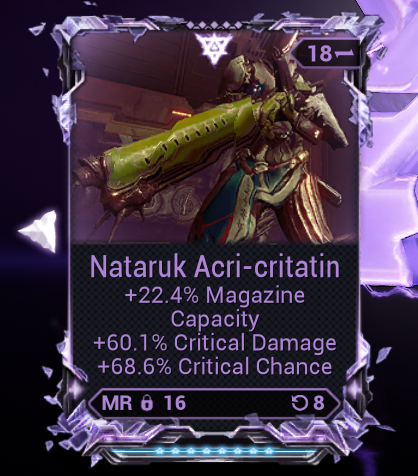 18
Nataruk Acri-critatin
+22.4% Magazine
Capacity
+60.1% Critical Damage
+68.6% Critical Chance
MR 16 8